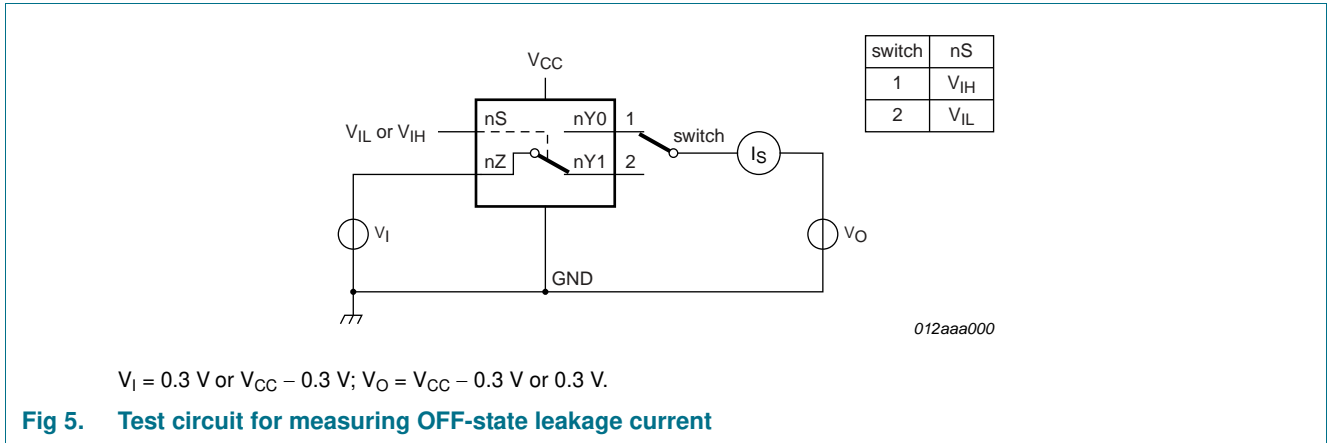 VCC
switch nS
1 VIH
2 VIL
VIL or VIH
nS
nY0 1
switch
nZ
nY1 2
IS
VI
VO
GND
012aaa000
VI = 0.3 V or VCC − 0.3 V; VO = VCC − 0.3 V or 0.3 V.
Fig 5. Test circuit for measuring OFF-state leakage current